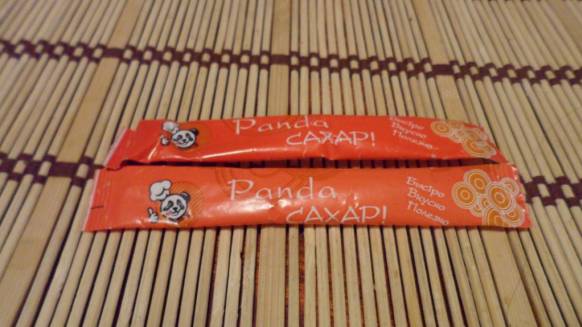 Panda
САХАР!
Быстро
Вкусно
Полезно...
Panda
САХАР!
Быстро
Вкусно
Полезно